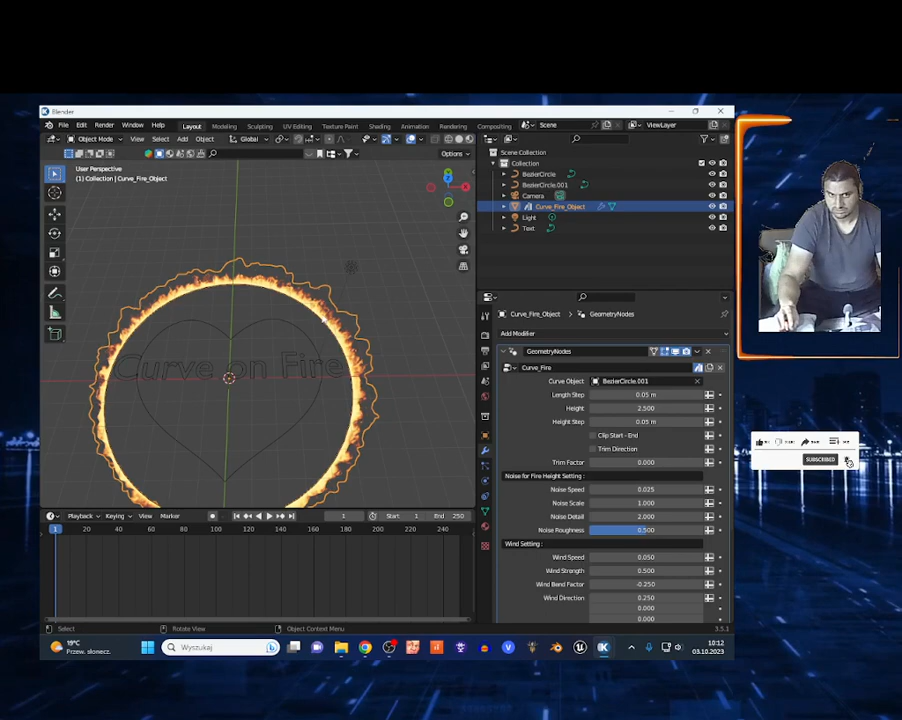 Blender
File Edit Render Window Help Layout Modeling Sculpting UV Editing Texture Paint Shading Animation Rendering Compositing Scene ViewLayer
Object Mode View Select Add Object Global
Options
User Perspective
(1) Collection | Curve_Fire_Object
Curve on Fire
Scene Collection
Collection
BezierCircle
BezierCircle.001
Camera
Curve_Fire_Object
Light
Text
Curve_Fire_Object GeometryNodes
Add Modifier
GeometryNodes
Curve_Fire
Curve Object BezierCircle.001
Length Step 0.05 m
Height 2.500
Height Step 0.05 m
Clip Start - End
Trim Direction
Trim Factor 0.000
Noise for Fire Height Setting :
Noise Speed 0.025
Noise Scale 1.000
Noise Detail 2.000
Noise Roughness 0.500
Wind Setting :
Wind Speed 0.050
Wind Strength 0.500
Wind Bend Factor -0.250
Wind Direction 0.250
0.000
0.000
Playback Keying View Marker 1 Start 1 End 250
1 20 40 60 80 100 120 140 160 180 200 220 240
Select Rotate View Object Context Menu 3.5.1
SUBSCRIBED
19°C
Przew. słonecz.
Wyszukaj
10:12
03.10.2023